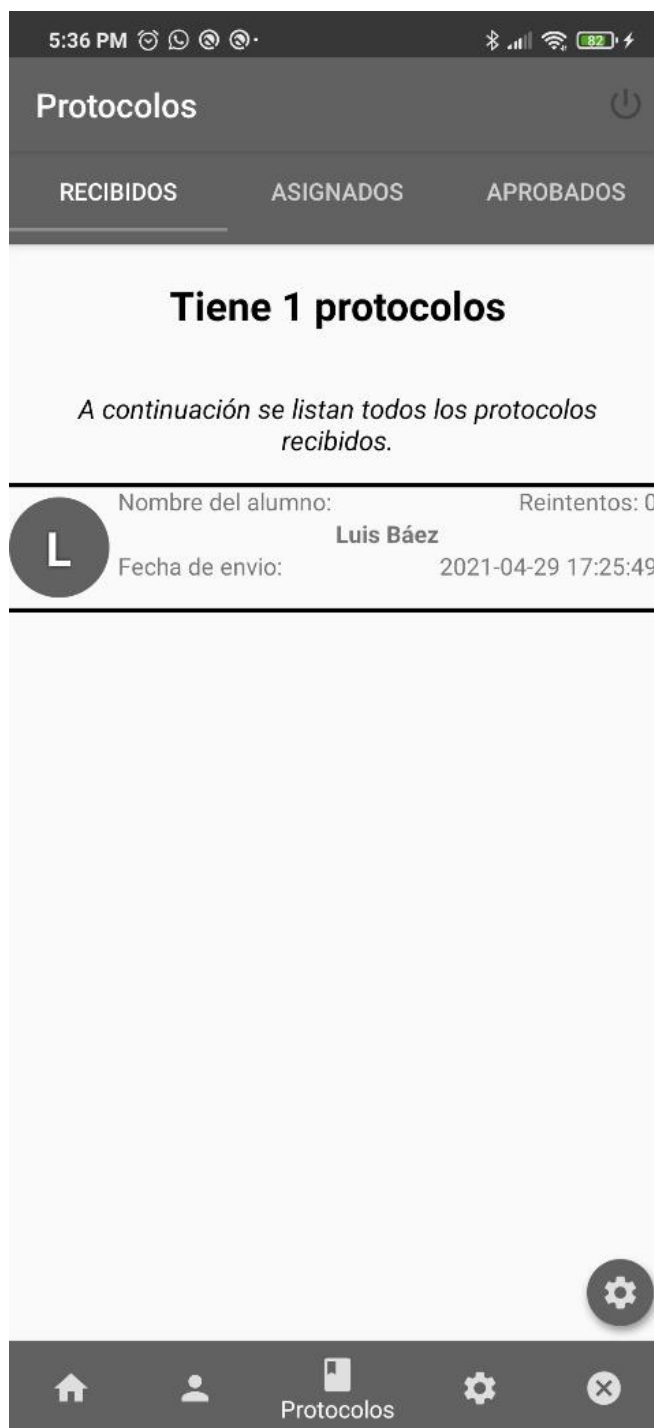 5:36 PM 82
Protocolos
RECIBIDOS ASIGNADOS APROBADOS
Tiene 1 protocolos
A continuación se listan todos los protocolos
recibidos.
Nombre del alumno: Reintentos: 0
L Luis Báez
Fecha de envio: 2021-04-29 17:25:49
Protocolos